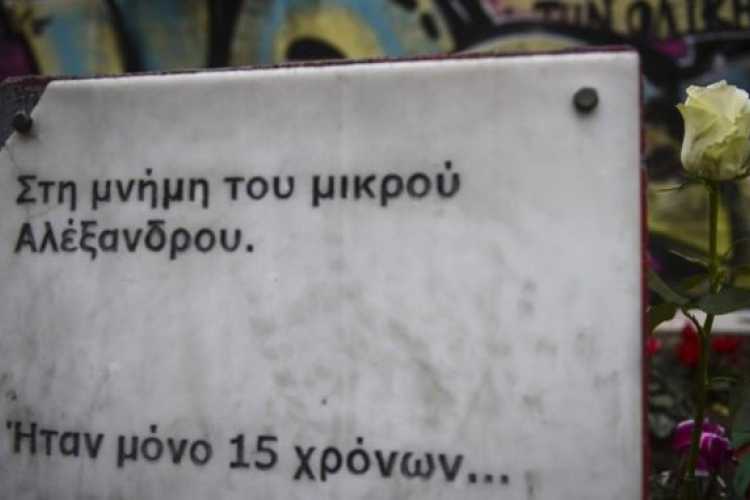 Στη μνήμη του μικρού
Αλέξανδρου.
Ήταν μόνο 15 χρόνων...